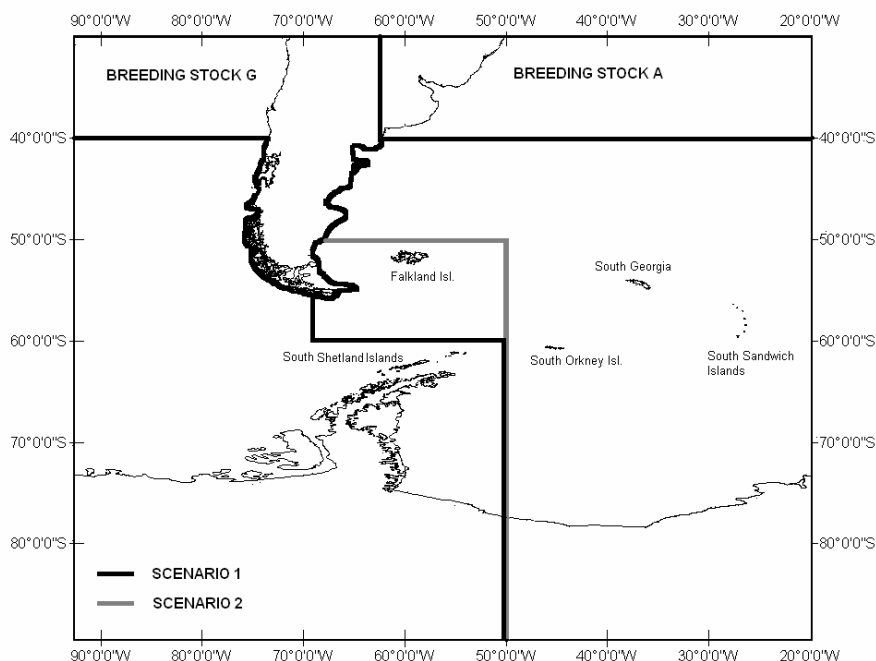 90°0'0"W 80°0'0"W 70°0'0"W 60°0'0"W 50°0'0"W 40°0'0"W 30°0'0"W 20°0'0"W
BREEDING STOCK G
BREEDING STOCK A
40°0'0"S
40°0'0"S
50°0'0"S
50°0'0"S
Falkland Isl.
South Georgia
60°0'0"S
60°0'0"S
South Shetland Islands
South Orkney Isl.
South Sandwich
Islands
70°0'0"S
70°0'0"S
80°0'0"S
80°0'0"S
SCENARIO 1
SCENARIO 2
90°0'0"W 80°0'0"W 70°0'0"W 60°0'0"W 50°0'0"W 40°0'0"W 30°0'0"W 20°0'0"W